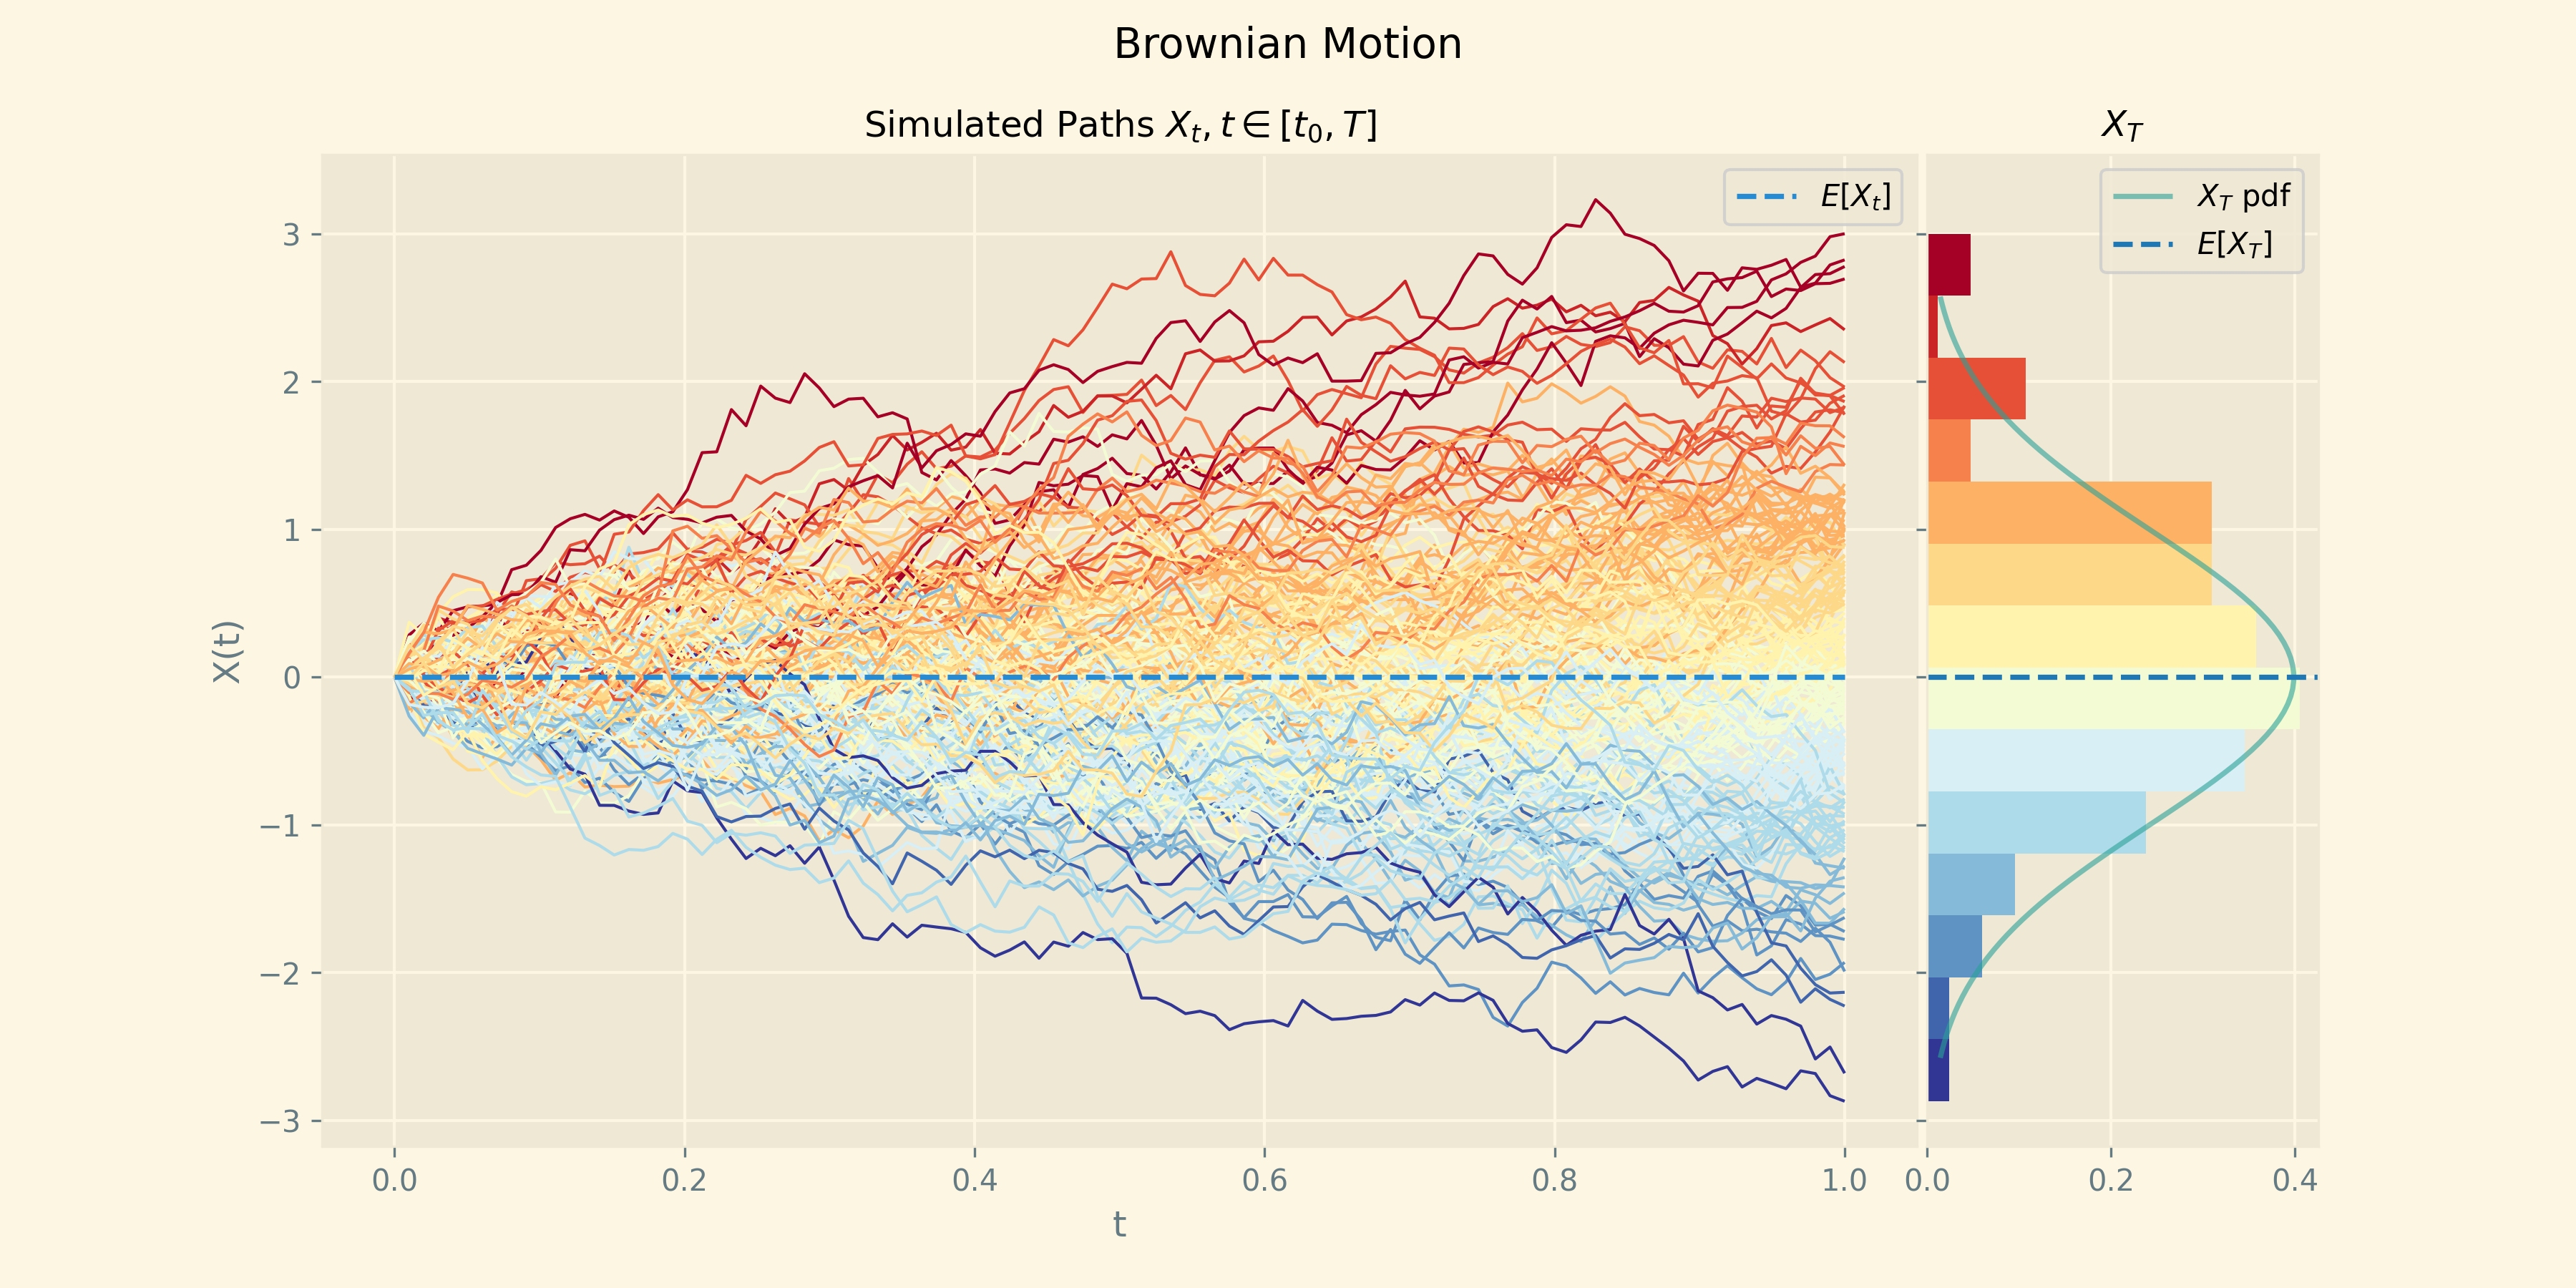 Brownian Motion
Simulated Paths X_t, t ∈ [t_0, T]
X_T
E[X_t]
X_T pdf
E[X_T]
X(t)
3
2
1
0
−1
−2
−3
0.0 0.2 0.4 0.6 0.8 1.0
0.0 0.2 0.4
t